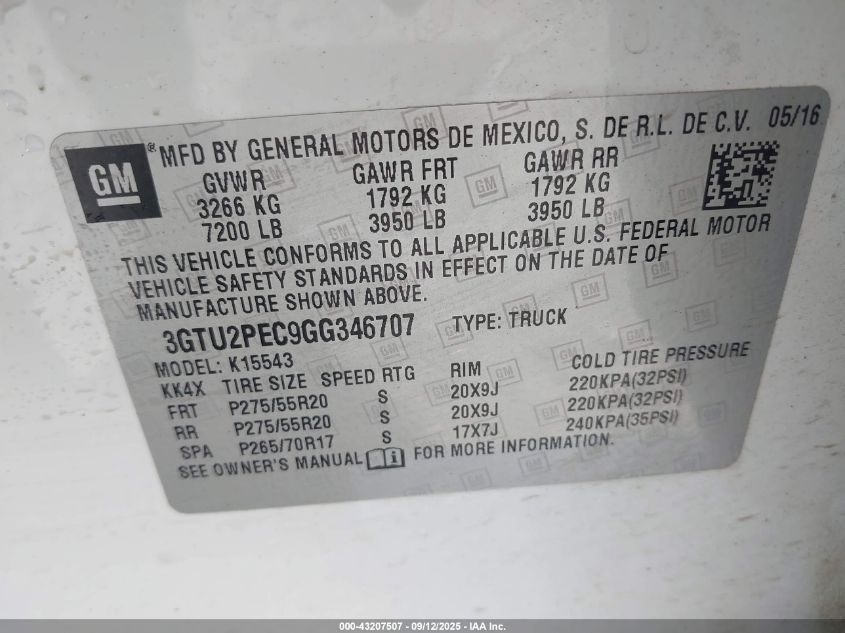 GM
® MFD BY GENERAL MOTORS DE MEXICO, S. DE R.L. DE C.V. 05/16
GVWR GAWR FRT GAWR RR
3266 KG 1792 KG 1792 KG
7200 LB 3950 LB 3950 LB
THIS VEHICLE CONFORMS TO ALL APPLICABLE U.S. FEDERAL MOTOR
VEHICLE SAFETY STANDARDS IN EFFECT ON THE DATE OF
MANUFACTURE SHOWN ABOVE.
3GTU2PEC9GG346707 TYPE: TRUCK
MODEL: K15543
KK4X TIRE SIZE SPEED RTG RIM COLD TIRE PRESSURE
FRT P275/55R20 S 20X9J 220KPA(32PSI)
RR P275/55R20 S 20X9J 220KPA(32PSI)
SPA P265/70R17 S 17X7J 240KPA(35PSI)
SEE OWNER'S MANUAL FOR MORE INFORMATION.
000-43207507 - 09/12/2025 - IAA Inc.